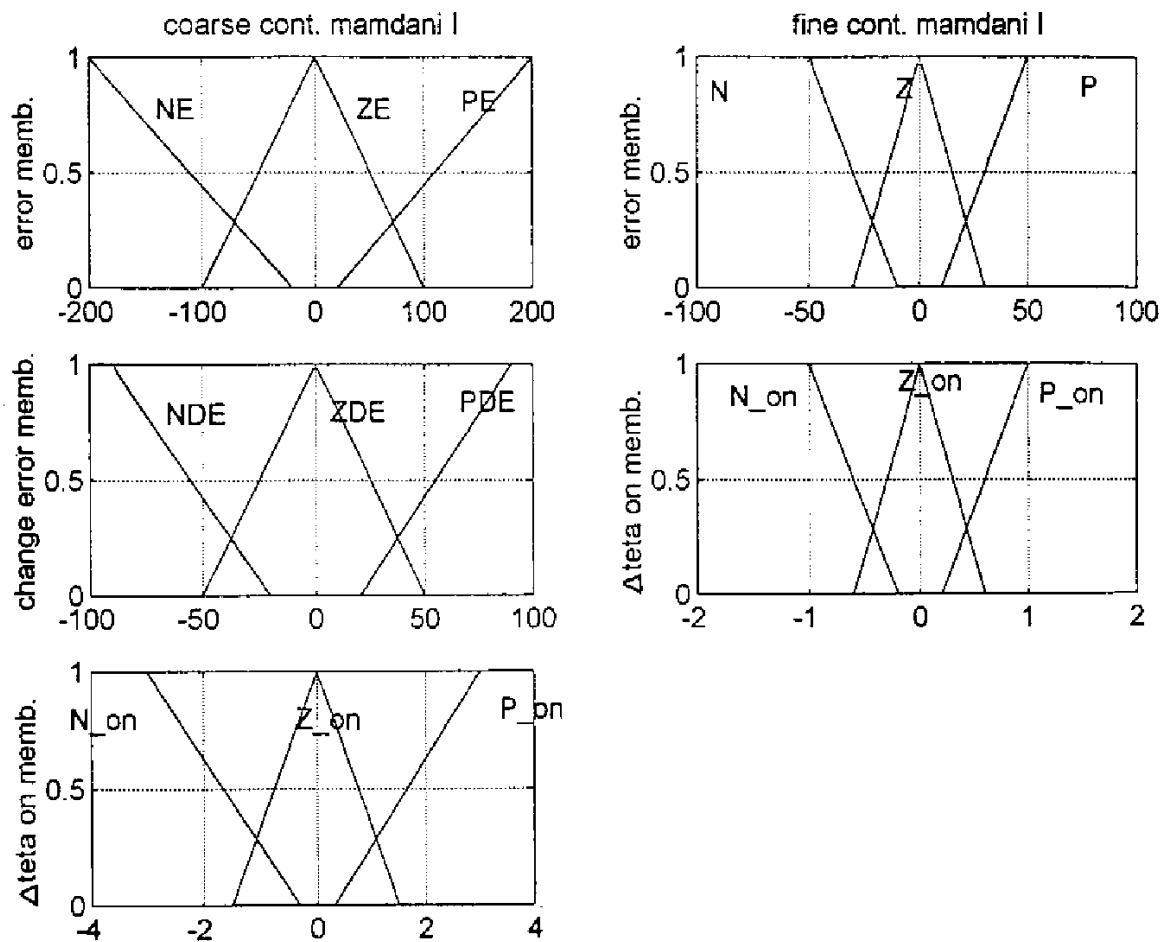 coarse cont. mamdani I
error memb.
1
0.5
0
NE
ZE
PE
-200
-100
0
100
200
fine cont. mamdani I
error memb.
1
0.5
0
N
Z
P
-100
-50
0
50
100
change error memb.
1
0.5
0
NDE
ZDE
PDE
-100
-50
0
50
100
Δteta on memb.
1
0.5
0
N_on
Z_on
P_on
-2
-1
0
1
2
Δteta on memb.
1
0.5
0
N_on
Z_on
P_on
-4
-2
0
2
4